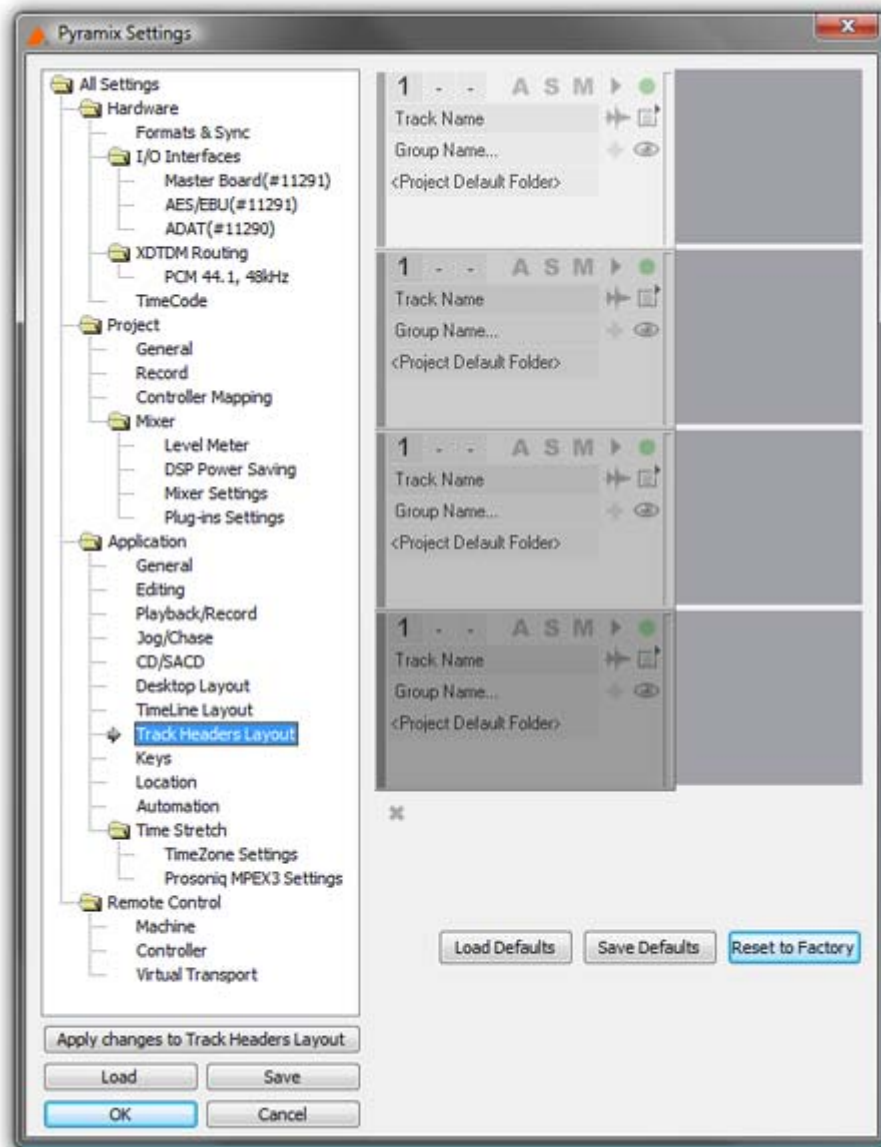 Pyramix Settings
All Settings
Hardware
Formats & Sync
I/O Interfaces
Master Board(#11291)
AES/EBU(#11291)
ADAT(#11290)
XDTDM Routing
PCM 44.1, 48kHz
TimeCode
Project
General
Record
Controller Mapping
Mixer
Level Meter
DSP Power Saving
Mixer Settings
Plug-ins Settings
Application
General
Editing
Playback/Record
Jog/Chase
CD/SACD
Desktop Layout
TimeLine Layout
Track Headers Layout
Keys
Location
Automation
Time Stretch
TimeZone Settings
Prosoniq MPEX3 Settings
Remote Control
Machine
Controller
Virtual Transport
Apply changes to Track Headers Layout
Load Save
OK Cancel
1 - - A S M
Track Name
Group Name...
<Project Default Folder>
1 - - A S M
Track Name
Group Name...
<Project Default Folder>
1 - - A S M
Track Name
Group Name...
<Project Default Folder>
1 - - A S M
Track Name
Group Name...
<Project Default Folder>
Load Defaults Save Defaults Reset to Factory